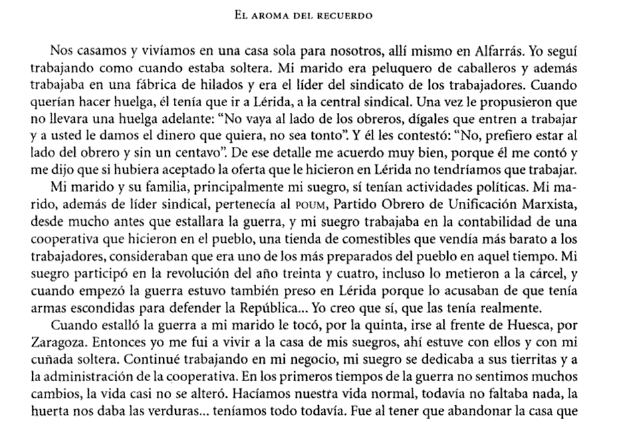 EL AROMA DEL RECUERDO
Nos casamos y vivíamos en una casa sola para nosotros, allí mismo en Alfarrás. Yo seguí
trabajando como cuando estaba soltera. Mi marido era peluquero de caballeros y además
trabajaba en una fábrica de hilados y era el líder del sindicato de los trabajadores. Cuando
querían hacer huelga, él tenía que ir a Lérida, a la central sindical. Una vez le propusieron que
no llevara una huelga adelante: “No vaya al lado de los obreros, dígales que entren a trabajar
y a usted le damos el dinero que quiera, no sea tonto”. Y él les contestó: “No, prefiero estar al
lado del obrero y sin un centavo”. De ese detalle me acuerdo muy bien, porque él me contó y
me dijo que si hubiera aceptado la oferta que le hicieron en Lérida no tendríamos que trabajar.
Mi marido y su familia, principalmente mi suegro, sí tenían actividades políticas. Mi ma-
rido, además de líder sindical, pertenecía al POUM, Partido Obrero de Unificación Marxista,
desde mucho antes que estallara la guerra, y mi suegro trabajaba en la contabilidad de una
cooperativa que hicieron en el pueblo, una tienda de comestibles que vendía más barato a los
trabajadores, consideraban que era uno de los más preparados del pueblo en aquel tiempo. Mi
suegro participó en la revolución del año treinta y cuatro, incluso lo metieron a la cárcel, y
cuando empezó la guerra estuvo también preso en Lérida porque lo acusaban de que tenía
armas escondidas para defender la República... Yo creo que sí, que las tenía realmente.
Cuando estalló la guerra a mi marido le tocó, por la quinta, irse al frente de Huesca, por
Zaragoza. Entonces yo me fui a vivir a la casa de mis suegros, ahí estuve con ellos y con mi
cuñada soltera. Continué trabajando en mi negocio, mi suegro se dedicaba a sus tierritas y a
la administración de la cooperativa. En los primeros tiempos de la guerra no sentimos muchos
cambios, la vida casi no se alteró. Hacíamos nuestra vida normal, todavía no faltaba nada, la
huerta nos daba las verduras... teníamos todo todavía. Fue al tener que abandonar la casa que